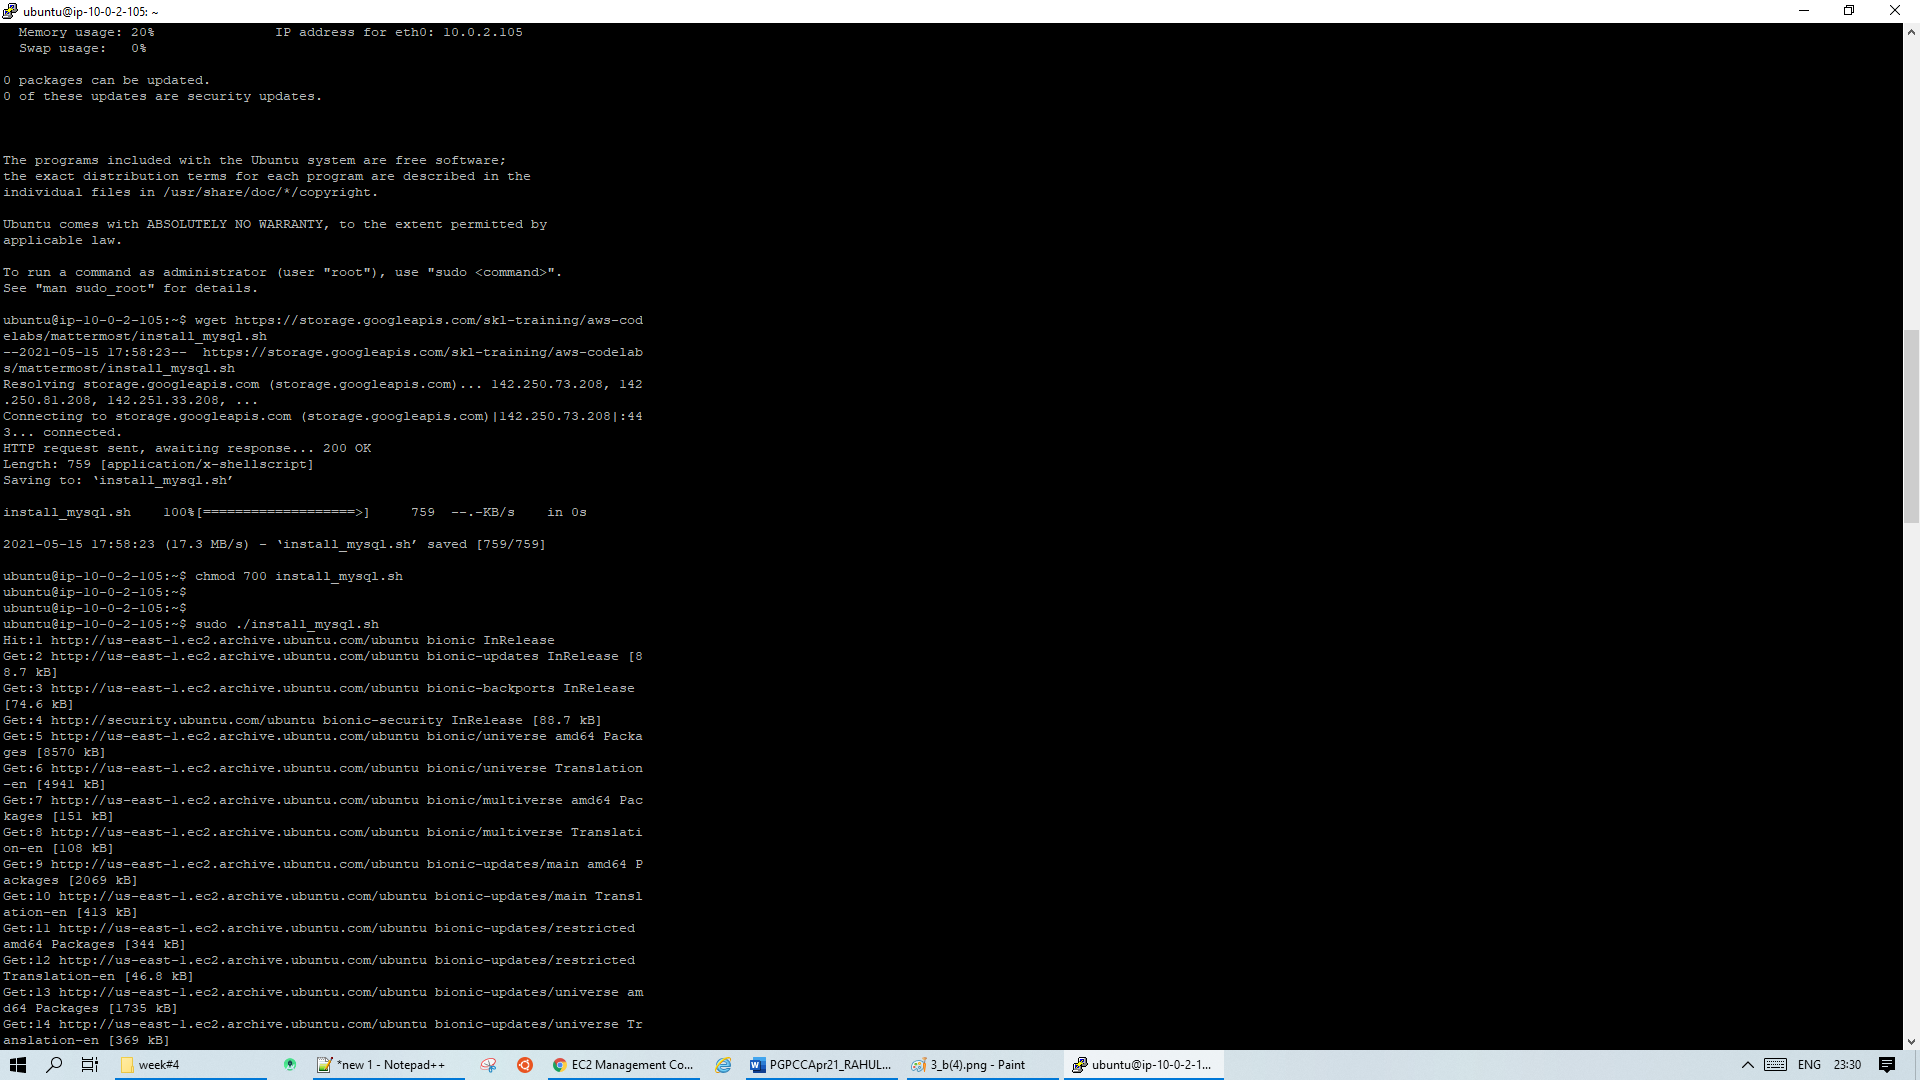 ubuntu@ip-10-0-2-105: ~
  Memory usage: 20%               IP address for eth0: 10.0.2.105
  Swap usage:   0%
0 packages can be updated.
0 of these updates are security updates.
The programs included with the Ubuntu system are free software;
the exact distribution terms for each program are described in the
individual files in /usr/share/doc/*/copyright.
Ubuntu comes with ABSOLUTELY NO WARRANTY, to the extent permitted by
applicable law.
To run a command as administrator (user "root"), use "sudo <command>".
See "man sudo_root" for details.
ubuntu@ip-10-0-2-105:~$ wget https://storage.googleapis.com/skl-training/aws-cod
elabs/mattermost/install_mysql.sh
--2021-05-15 17:58:23--  https://storage.googleapis.com/skl-training/aws-codelab
s/mattermost/install_mysql.sh
Resolving storage.googleapis.com (storage.googleapis.com)... 142.250.73.208, 142
.250.81.208, 142.251.33.208, ...
Connecting to storage.googleapis.com (storage.googleapis.com)|142.250.73.208|:44
3... connected.
HTTP request sent, awaiting response... 200 OK
Length: 759 [application/x-shellscript]
Saving to: ‘install_mysql.sh’
install_mysql.sh    100%[===================>]     759  --.-KB/s    in 0s
2021-05-15 17:58:23 (17.3 MB/s) - ‘install_mysql.sh’ saved [759/759]
ubuntu@ip-10-0-2-105:~$ chmod 700 install_mysql.sh
ubuntu@ip-10-0-2-105:~$
ubuntu@ip-10-0-2-105:~$
ubuntu@ip-10-0-2-105:~$ sudo ./install_mysql.sh
Hit:1 http://us-east-1.ec2.archive.ubuntu.com/ubuntu bionic InRelease
Get:2 http://us-east-1.ec2.archive.ubuntu.com/ubuntu bionic-updates InRelease [8
8.7 kB]
Get:3 http://us-east-1.ec2.archive.ubuntu.com/ubuntu bionic-backports InRelease
[74.6 kB]
Get:4 http://security.ubuntu.com/ubuntu bionic-security InRelease [88.7 kB]
Get:5 http://us-east-1.ec2.archive.ubuntu.com/ubuntu bionic/universe amd64 Packa
ges [8570 kB]
Get:6 http://us-east-1.ec2.archive.ubuntu.com/ubuntu bionic/universe Translation
-en [4941 kB]
Get:7 http://us-east-1.ec2.archive.ubuntu.com/ubuntu bionic/multiverse amd64 Pac
kages [151 kB]
Get:8 http://us-east-1.ec2.archive.ubuntu.com/ubuntu bionic/multiverse Translati
on-en [108 kB]
Get:9 http://us-east-1.ec2.archive.ubuntu.com/ubuntu bionic-updates/main amd64 P
ackages [2069 kB]
Get:10 http://us-east-1.ec2.archive.ubuntu.com/ubuntu bionic-updates/main Transl
ation-en [413 kB]
Get:11 http://us-east-1.ec2.archive.ubuntu.com/ubuntu bionic-updates/restricted
amd64 Packages [344 kB]
Get:12 http://us-east-1.ec2.archive.ubuntu.com/ubuntu bionic-updates/restricted
Translation-en [46.8 kB]
Get:13 http://us-east-1.ec2.archive.ubuntu.com/ubuntu bionic-updates/universe am
d64 Packages [1735 kB]
Get:14 http://us-east-1.ec2.archive.ubuntu.com/ubuntu bionic-updates/universe Tr
anslation-en [369 kB]
week#4 *new 1 - Notepad++ EC2 Management Co... PGPCCApr21_RAHUL... 3_b(4).png - Paint ubuntu@ip-10-0-2-1... ENG 23:30